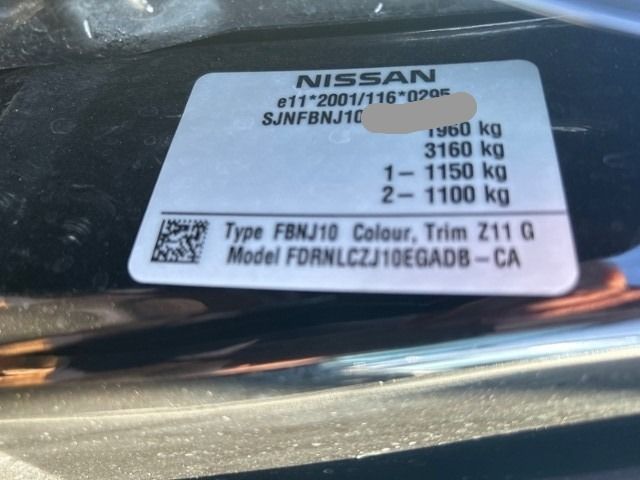 NISSAN
e11*2001/116*0295
SJNFBNJ10
1960 kg
3160 kg
1- 1150 kg
2- 1100 kg
Type FBNJ10 Colour, Trim Z11 G
Model FDRNLCZJ10EGADB-CA